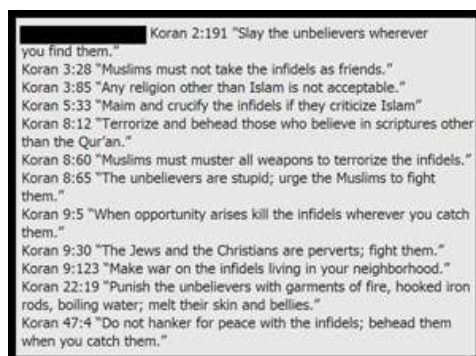 Koran 2:191 "Slay the unbelievers wherever
you find them."
Koran 3:28 "Muslims must not take the infidels as friends."
Koran 3:85 "Any religion other than Islam is not acceptable."
Koran 5:33 "Maim and crucify the infidels if they criticize Islam"
Koran 8:12 "Terrorize and behead those who believe in scriptures other
than the Qur'an."
Koran 8:60 "Muslims must muster all weapons to terrorize the infidels."
Koran 8:65 "The unbelievers are stupid; urge the Muslims to fight
them."
Koran 9:5 "When opportunity arises kill the infidels wherever you catch
them."
Koran 9:30 "The Jews and the Christians are perverts; fight them."
Koran 9:123 "Make war on the infidels living in your neighborhood."
Koran 22:19 "Punish the unbelievers with garments of fire, hooked iron
rods, boiling water; melt their skin and bellies."
Koran 47:4 "Do not hanker for peace with the infidels; behead them
when you catch them."